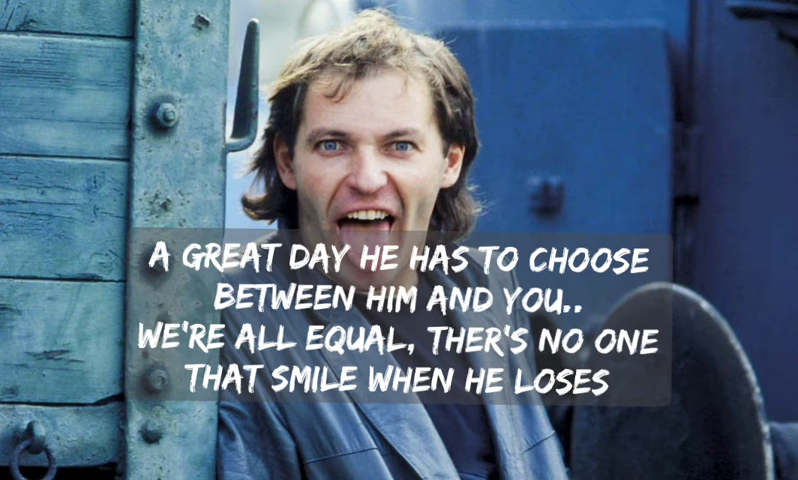 A GREAT DAY HE HAS TO CHOOSE
BETWEEN HIM AND YOU..
WE'RE ALL EQUAL, THER'S NO ONE
THAT SMILE WHEN HE LOSES